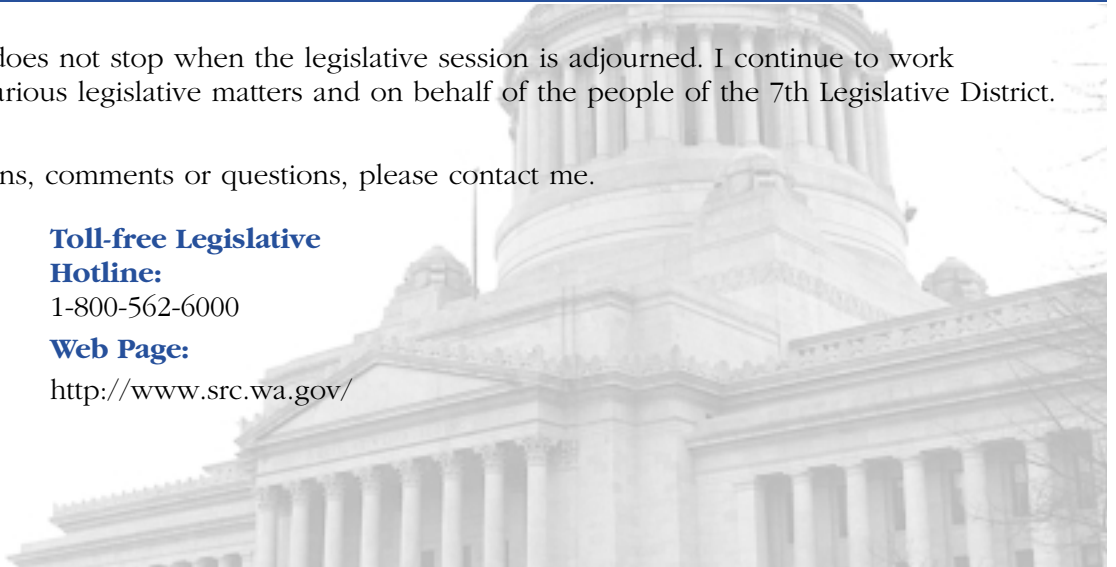 does not stop when the legislative session is adjourned. I continue to work
arious legislative matters and on behalf of the people of the 7th Legislative District.
ns, comments or questions, please contact me.
Toll-free Legislative
Hotline:
1-800-562-6000
Web Page:
http://www.src.wa.gov/